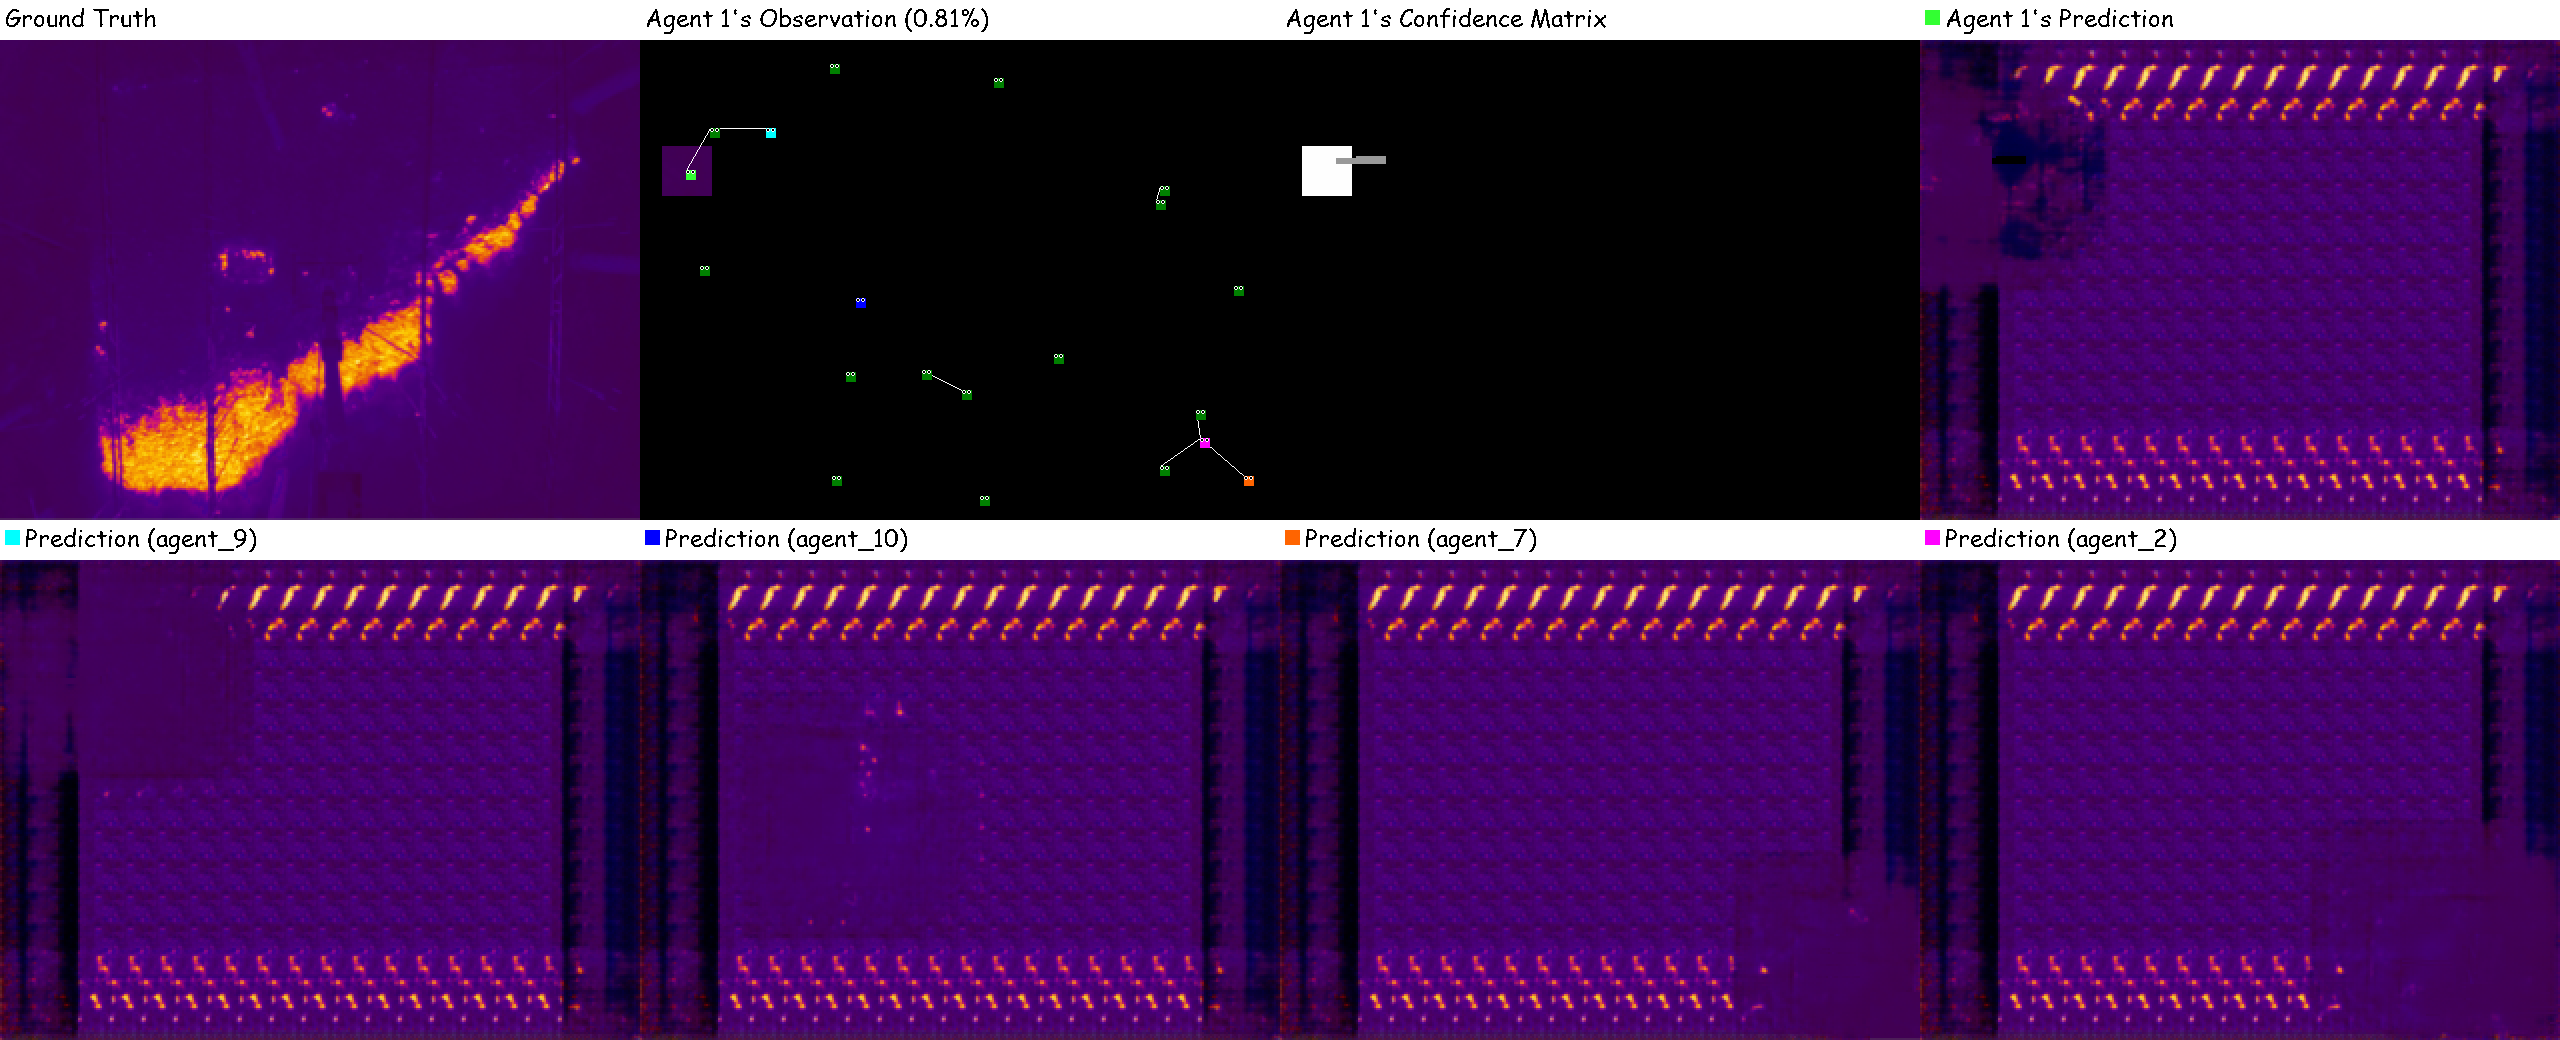 Ground Truth
Agent 1's Observation (0.81%)
Agent 1's Confidence Matrix
Agent 1's Prediction
Prediction (agent_9)
Prediction (agent_10)
Prediction (agent_7)
Prediction (agent_2)